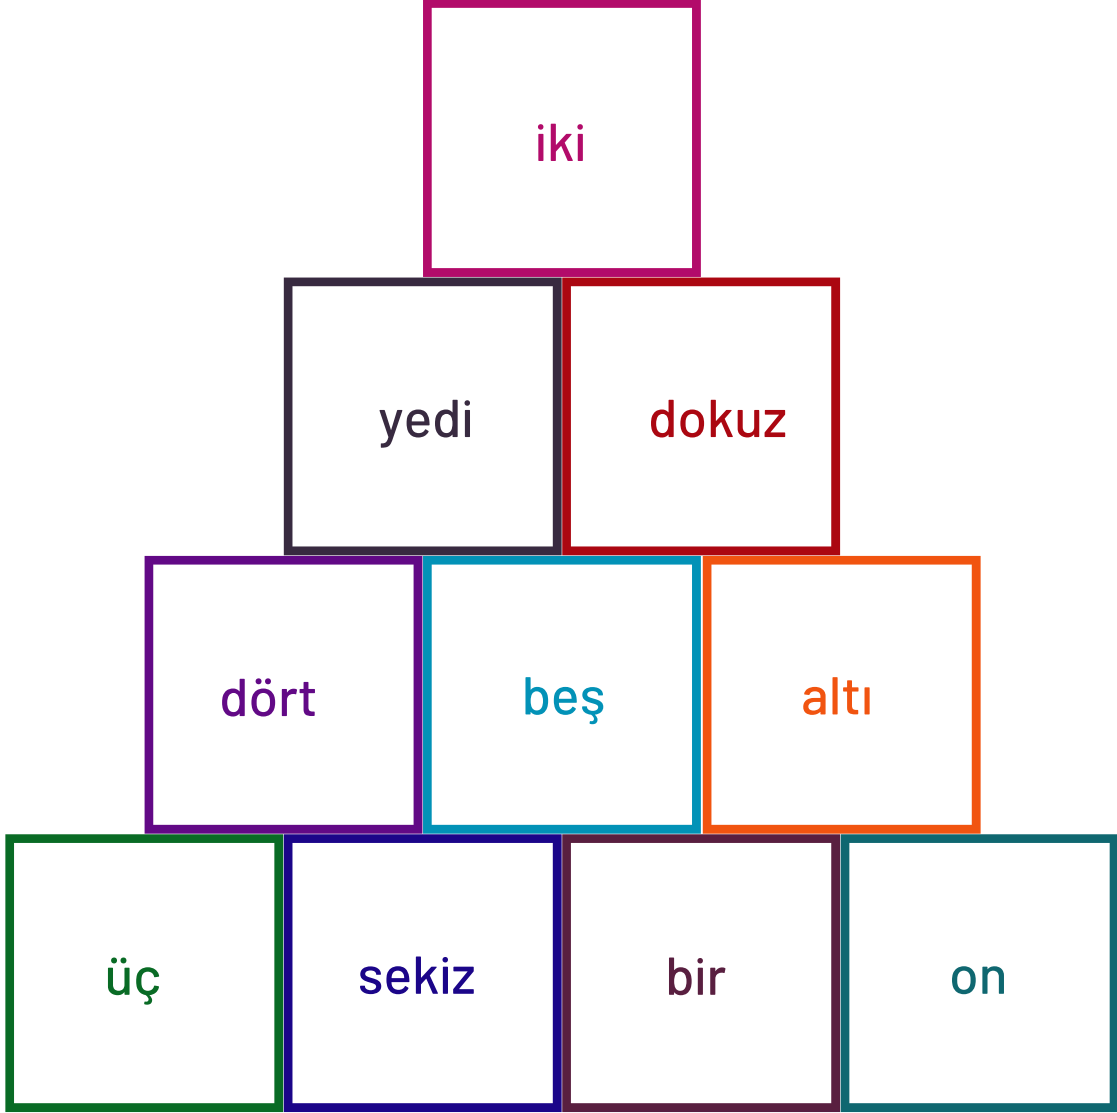 iki
yedi dokuz
dört beş altı
üç sekiz bir on